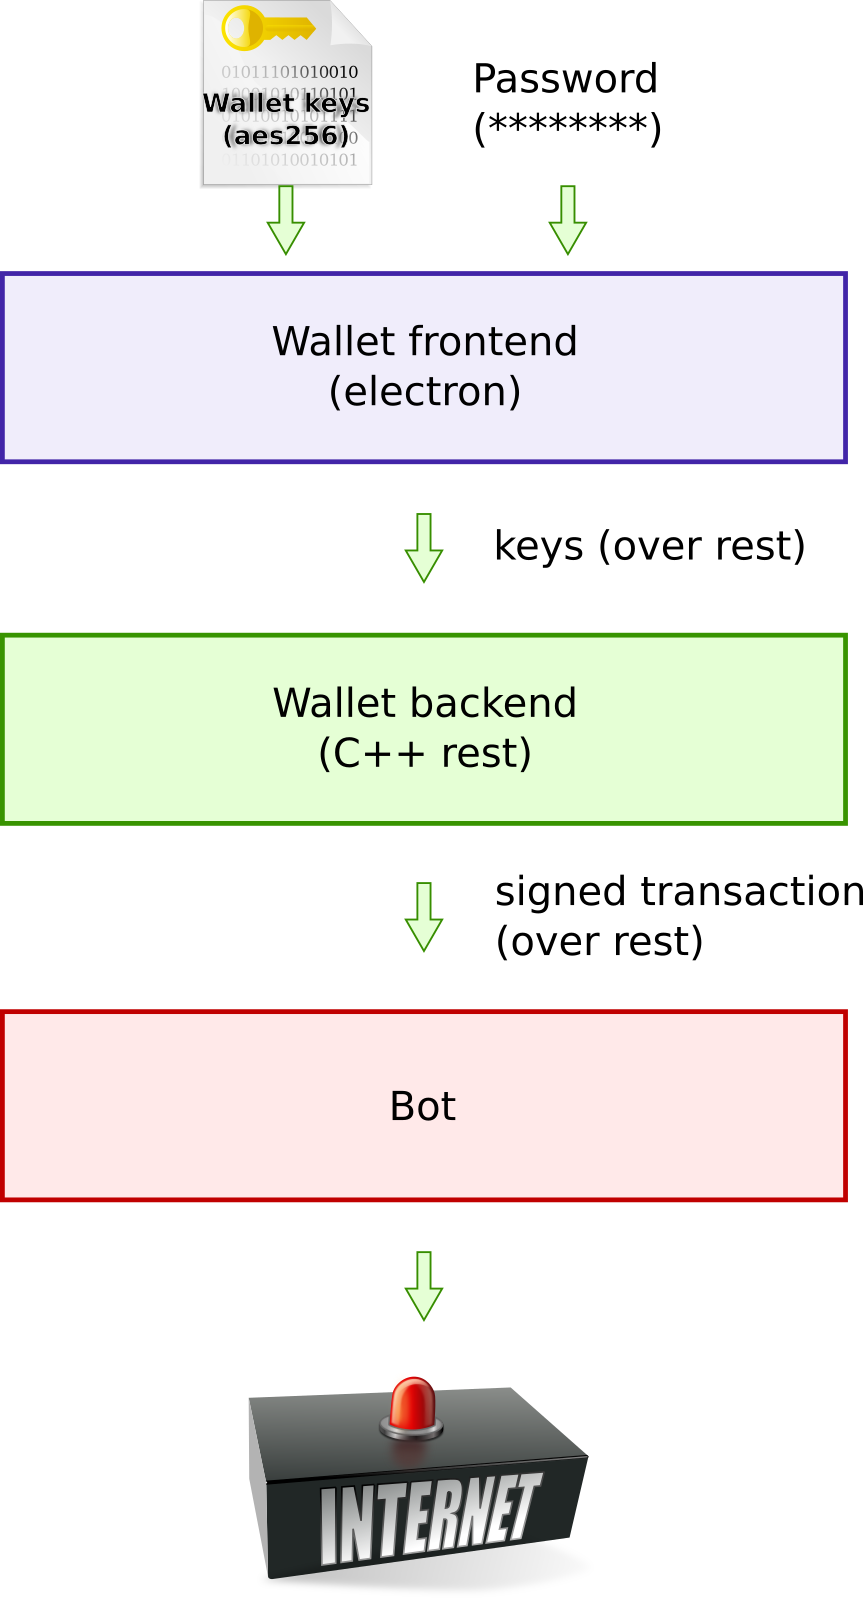 01011101010010
Wallet keys
(aes256)
01101010010101
Password
(********)
Wallet frontend
(electron)
keys (over rest)
Wallet backend
(C++ rest)
signed transaction
(over rest)
Bot
INTERNET